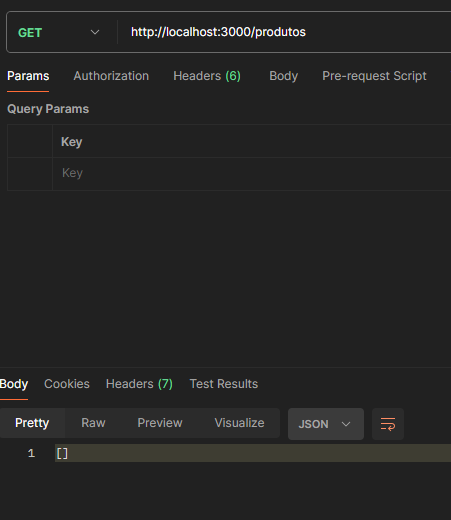 GET http://localhost:3000/produtos
Params Authorization Headers (6) Body Pre-request Script
Query Params
Key
Key
Body Cookies Headers (7) Test Results
Pretty Raw Preview Visualize JSON
1 []